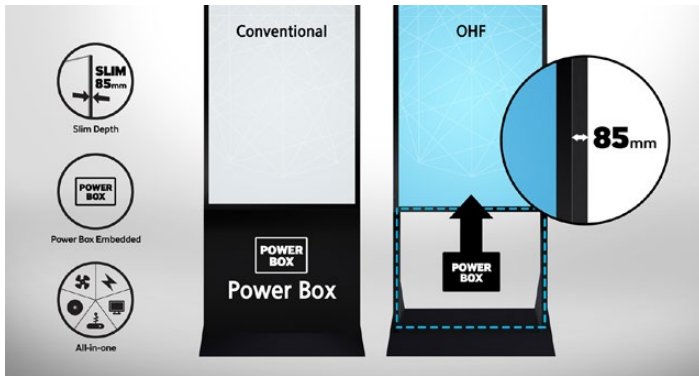 SLIM
85mm
Slim Depth
POWER
BOX
Power Box Embedded
All-in-one
Conventional
POWER
BOX
Power Box
OHF
POWER
BOX
85mm